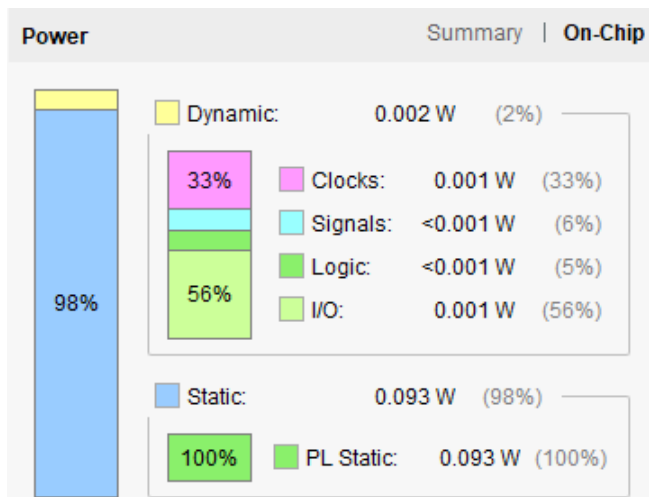 Power Summary | On-Chip
Dynamic: 0.002 W (2%)
33% Clocks: 0.001 W (33%)
Signals: <0.001 W (6%)
Logic: <0.001 W (5%)
98% 56% I/O: 0.001 W (56%)
Static: 0.093 W (98%)
100% PL Static: 0.093 W (100%)